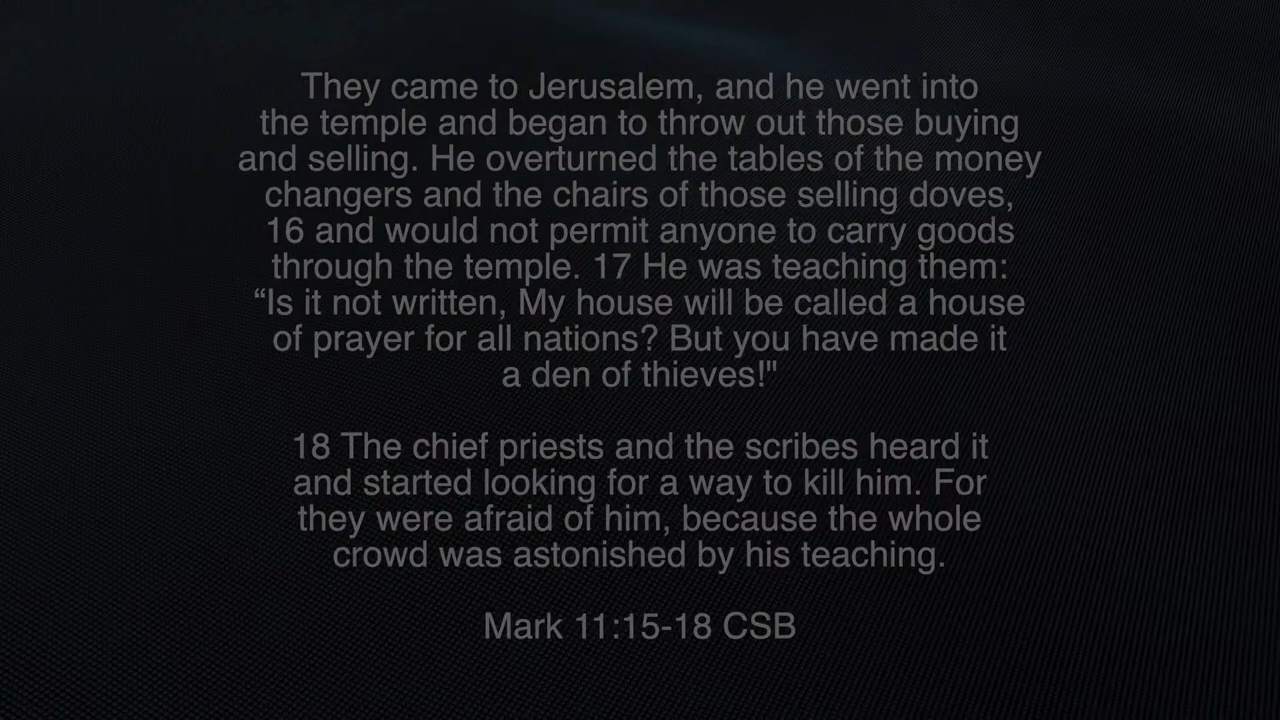 They came to Jerusalem, and he went into
the temple and began to throw out those buying
and selling. He overturned the tables of the money
changers and the chairs of those selling doves,
16 and would not permit anyone to carry goods
through the temple. 17 He was teaching them:
“Is it not written, My house will be called a house
of prayer for all nations? But you have made it
a den of thieves!"
18 The chief priests and the scribes heard it
and started looking for a way to kill him. For
they were afraid of him, because the whole
crowd was astonished by his teaching.
Mark 11:15-18 CSB